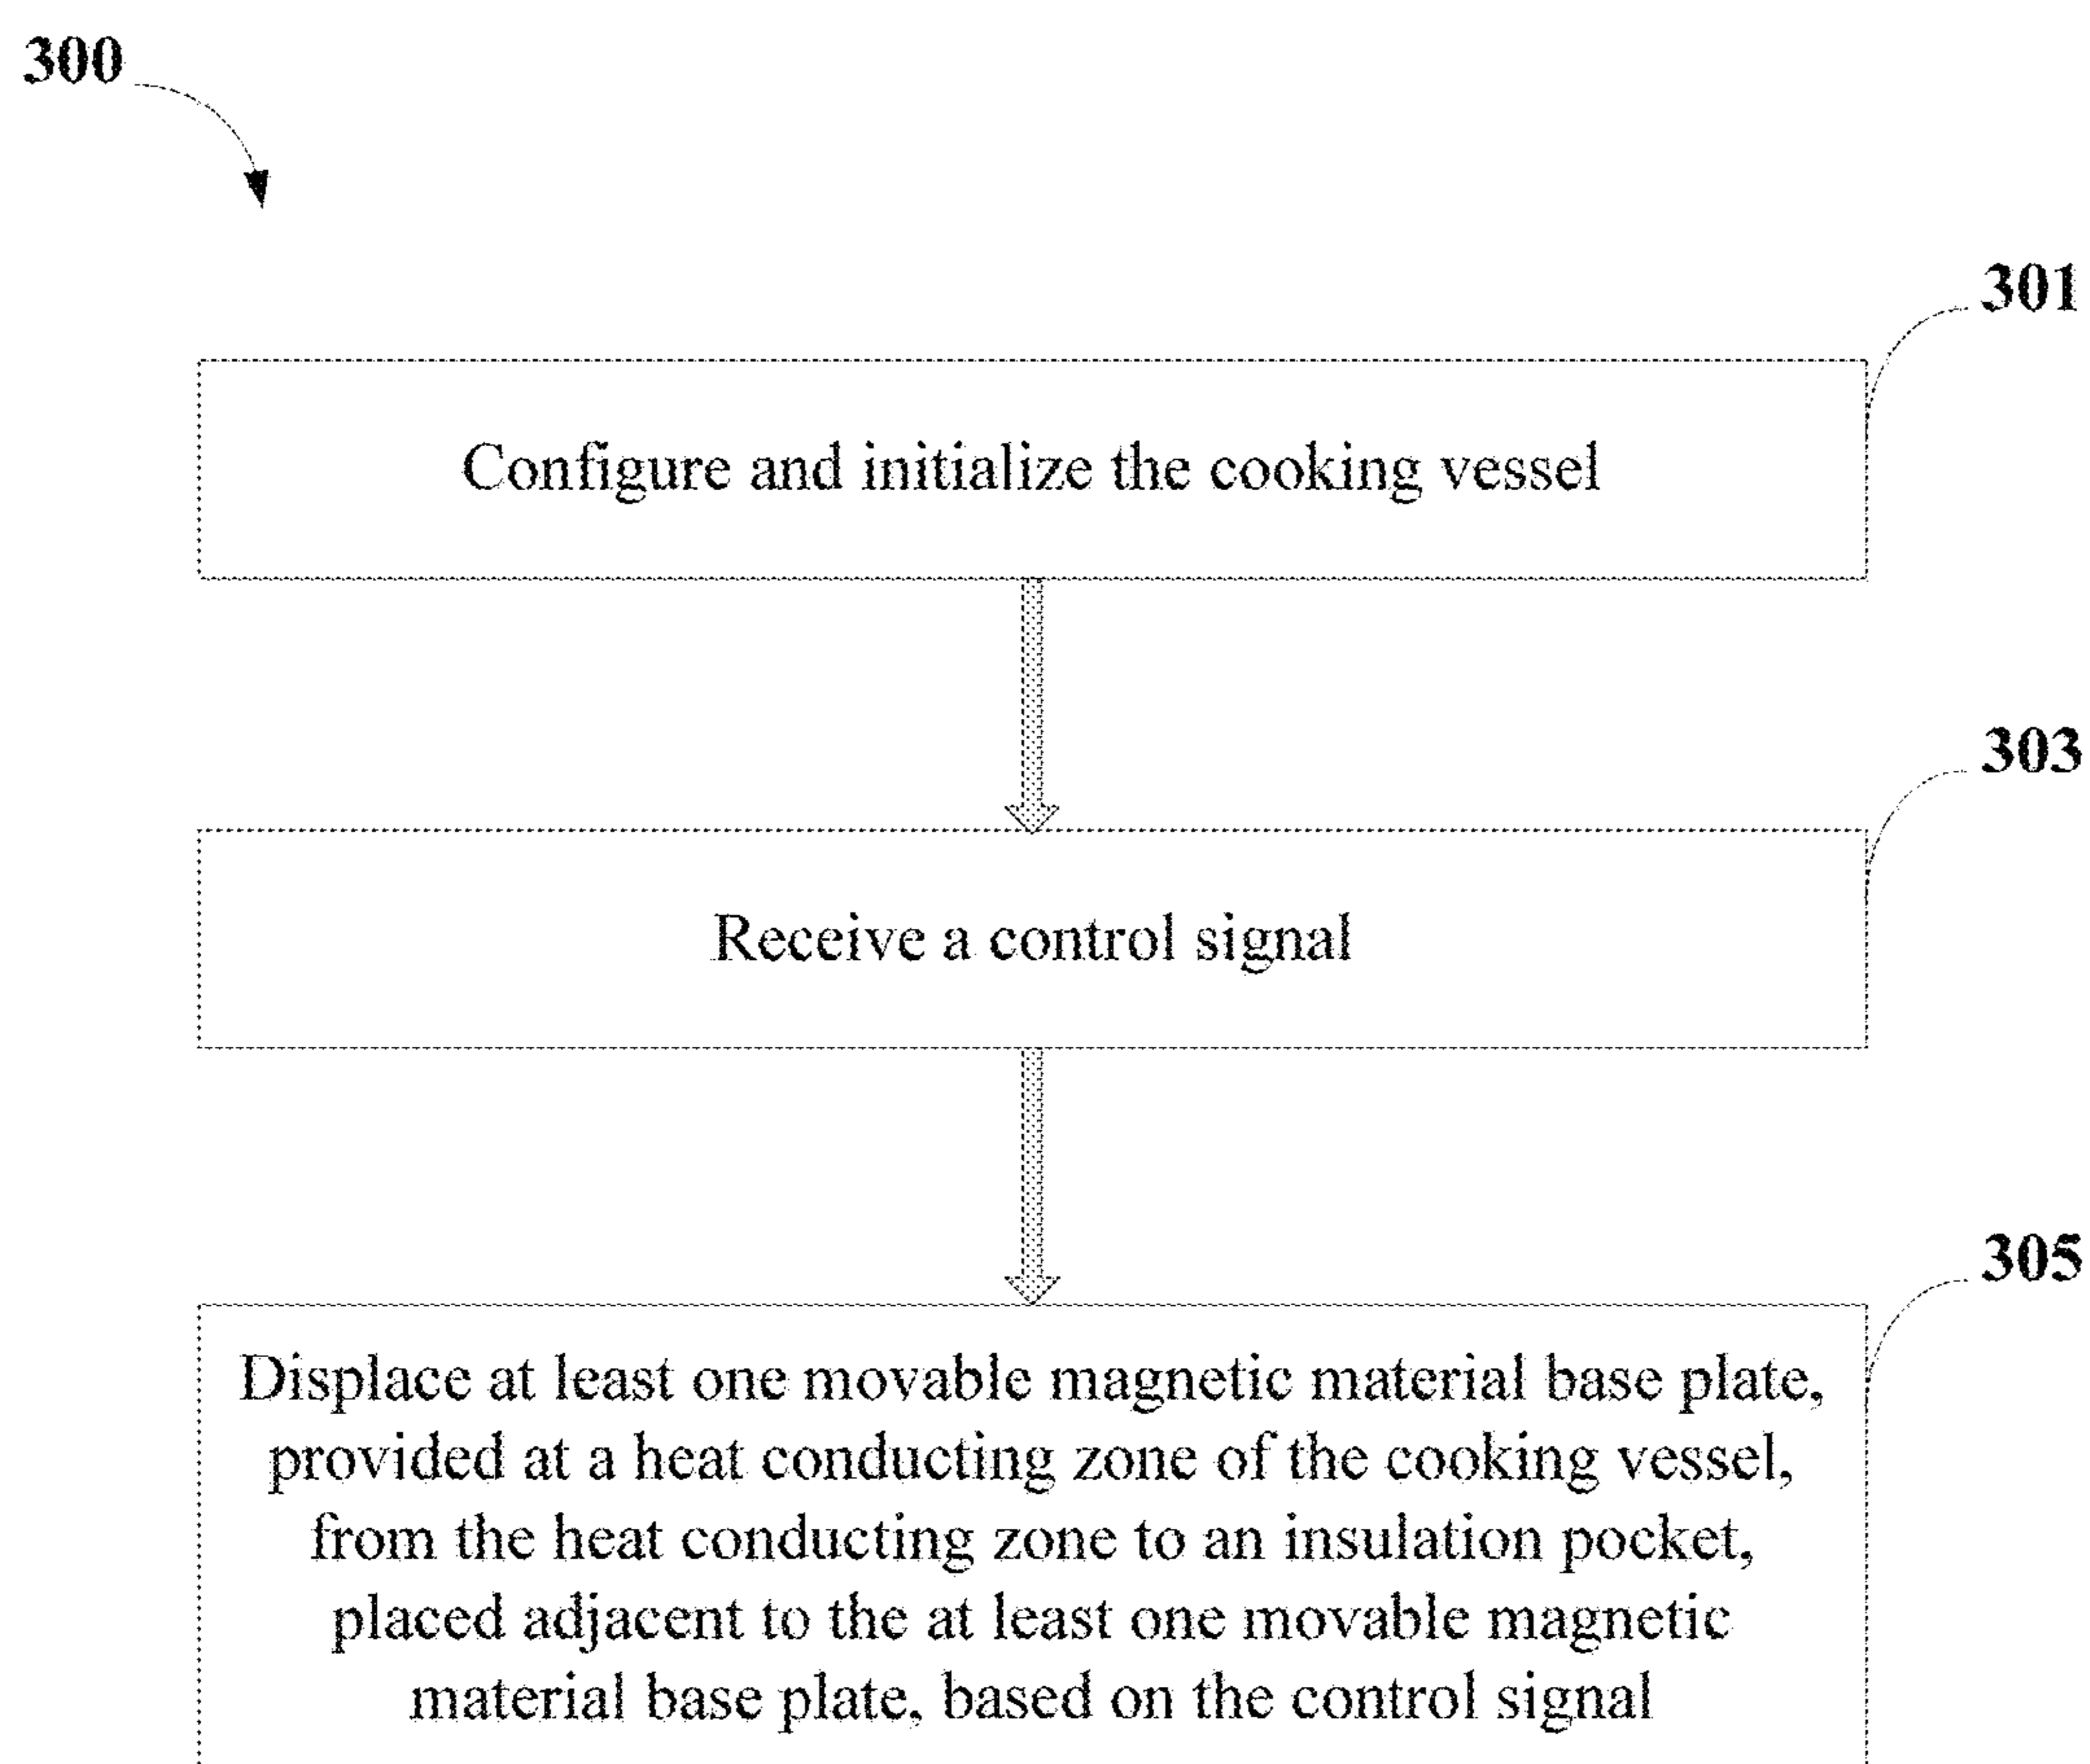 300
301
Configure and initialize the cooking vessel
303
Receive a control signal
305
Displace at least one movable magnetic material base plate,
provided at a heat conducting zone of the cooking vessel,
from the heat conducting zone to an insulation pocket,
placed adjacent to the at least one movable magnetic
material base plate, based on the control signal